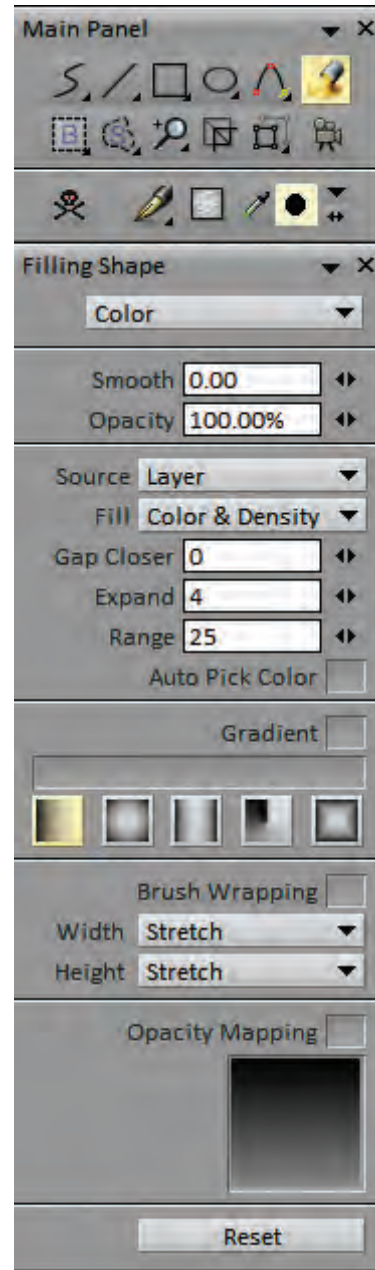 Main Panel
B S
Filling Shape
Color
Smooth 0.00
Opacity 100.00%
Source Layer
Fill Color & Density
Gap Closer 0
Expand 4
Range 25
Auto Pick Color
Gradient
Brush Wrapping
Width Stretch
Height Stretch
Opacity Mapping
Reset